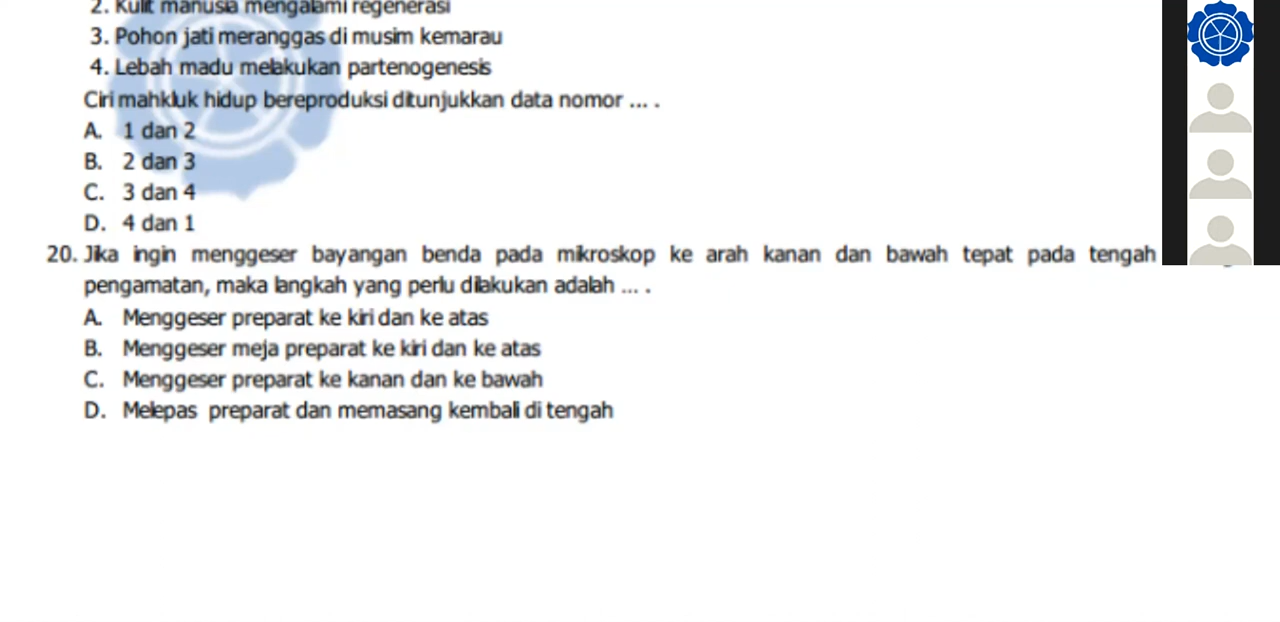 2. Kulit manusia mengalami regenerasi
3. Pohon jati meranggas di musim kemarau
4. Lebah madu melakukan partenogenesis
Ciri mahkluk hidup bereproduksi ditunjukkan data nomor ... .
A. 1 dan 2
B. 2 dan 3
C. 3 dan 4
D. 4 dan 1
20. Jika ingin menggeser bayangan benda pada mikroskop ke arah kanan dan bawah tepat pada tengah
pengamatan, maka langkah yang perlu dilakukan adalah ... .
A. Menggeser preparat ke kiri dan ke atas
B. Menggeser meja preparat ke kiri dan ke atas
C. Menggeser preparat ke kanan dan ke bawah
D. Melepas preparat dan memasang kembali di tengah